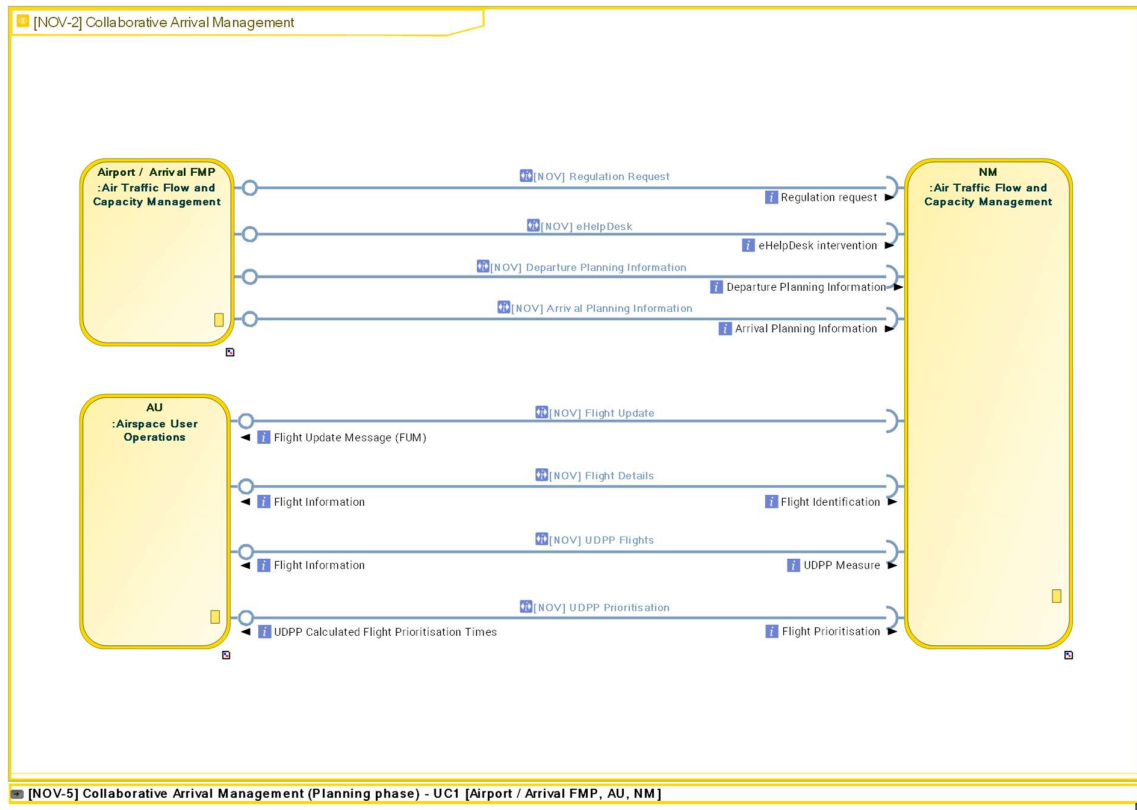 [NOV-2] Collaborative Arrival Management
Airport / Arrival FMP
:Air Traffic Flow and
Capacity Management
NM
:Air Traffic Flow and
Capacity Management
[NOV] Regulation Request
Regulation request
[NOV] eHelpDesk
eHelpDesk intervention
[NOV] Departure Planning Information
Departure Planning Information
[NOV] Arrival Planning Information
Arrival Planning Information
AU
:Airspace User
Operations
[NOV] Flight Update
Flight Update Message (FUM)
[NOV] Flight Details
Flight Information
Flight Identification
[NOV] UDPP Flights
Flight Information
UDPP Measure
[NOV] UDPP Prioritisation
UDPP Calculated Flight Prioritisation Times
Flight Prioritisation
[NOV-5] Collaborative Arrival Management (Planning phase) - UC1 [Airport / Arrival FMP, AU, NM]